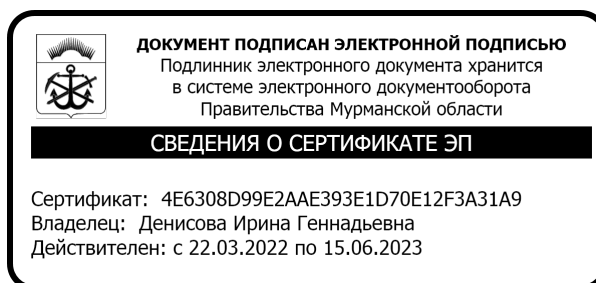 ДОКУМЕНТ ПОДПИСАН ЭЛЕКТРОННОЙ ПОДПИСЬЮ
Подлинник электронного документа хранится
в системе электронного документооборота
Правительства Мурманской области
СВЕДЕНИЯ О СЕРТИФИКАТЕ ЭП
Сертификат: 4E6308D99E2AAE393E1D70E12F3A31A9
Владелец: Денисова Ирина Геннадьевна
Действителен: с 22.03.2022 по 15.06.2023